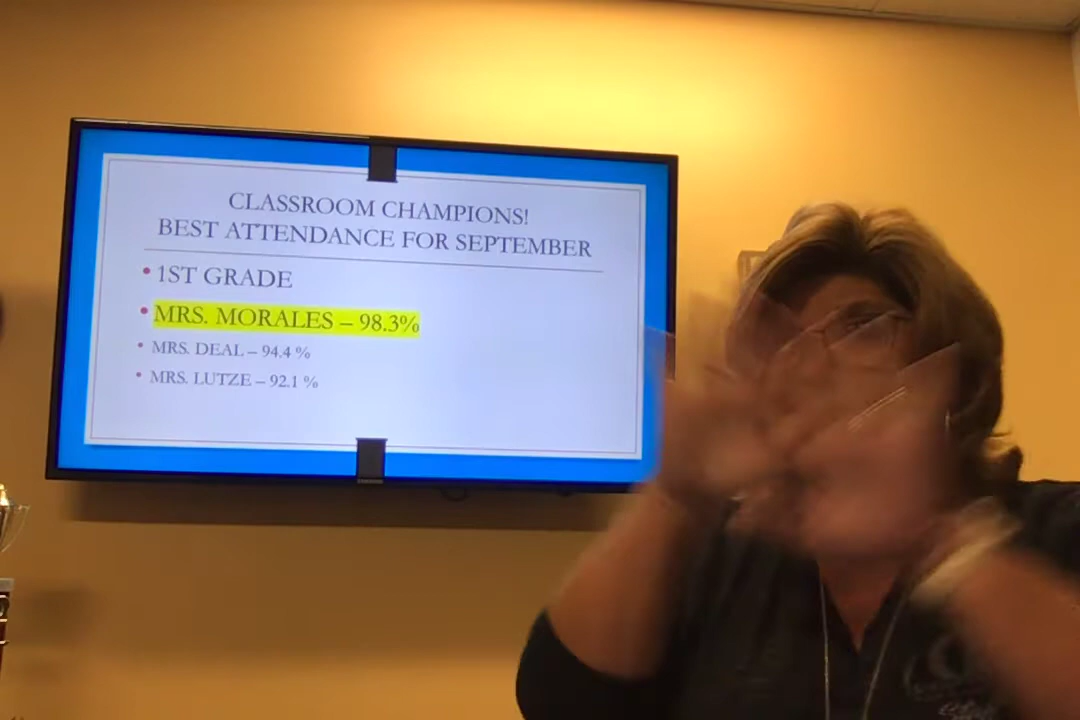 CLASSROOM CHAMPIONS!
BEST ATTENDANCE FOR SEPTEMBER
• 1ST GRADE
• MRS. MORALES – 98.3%
• MRS. DEAL – 94.4 %
• MRS. LUTZE – 92.1 %